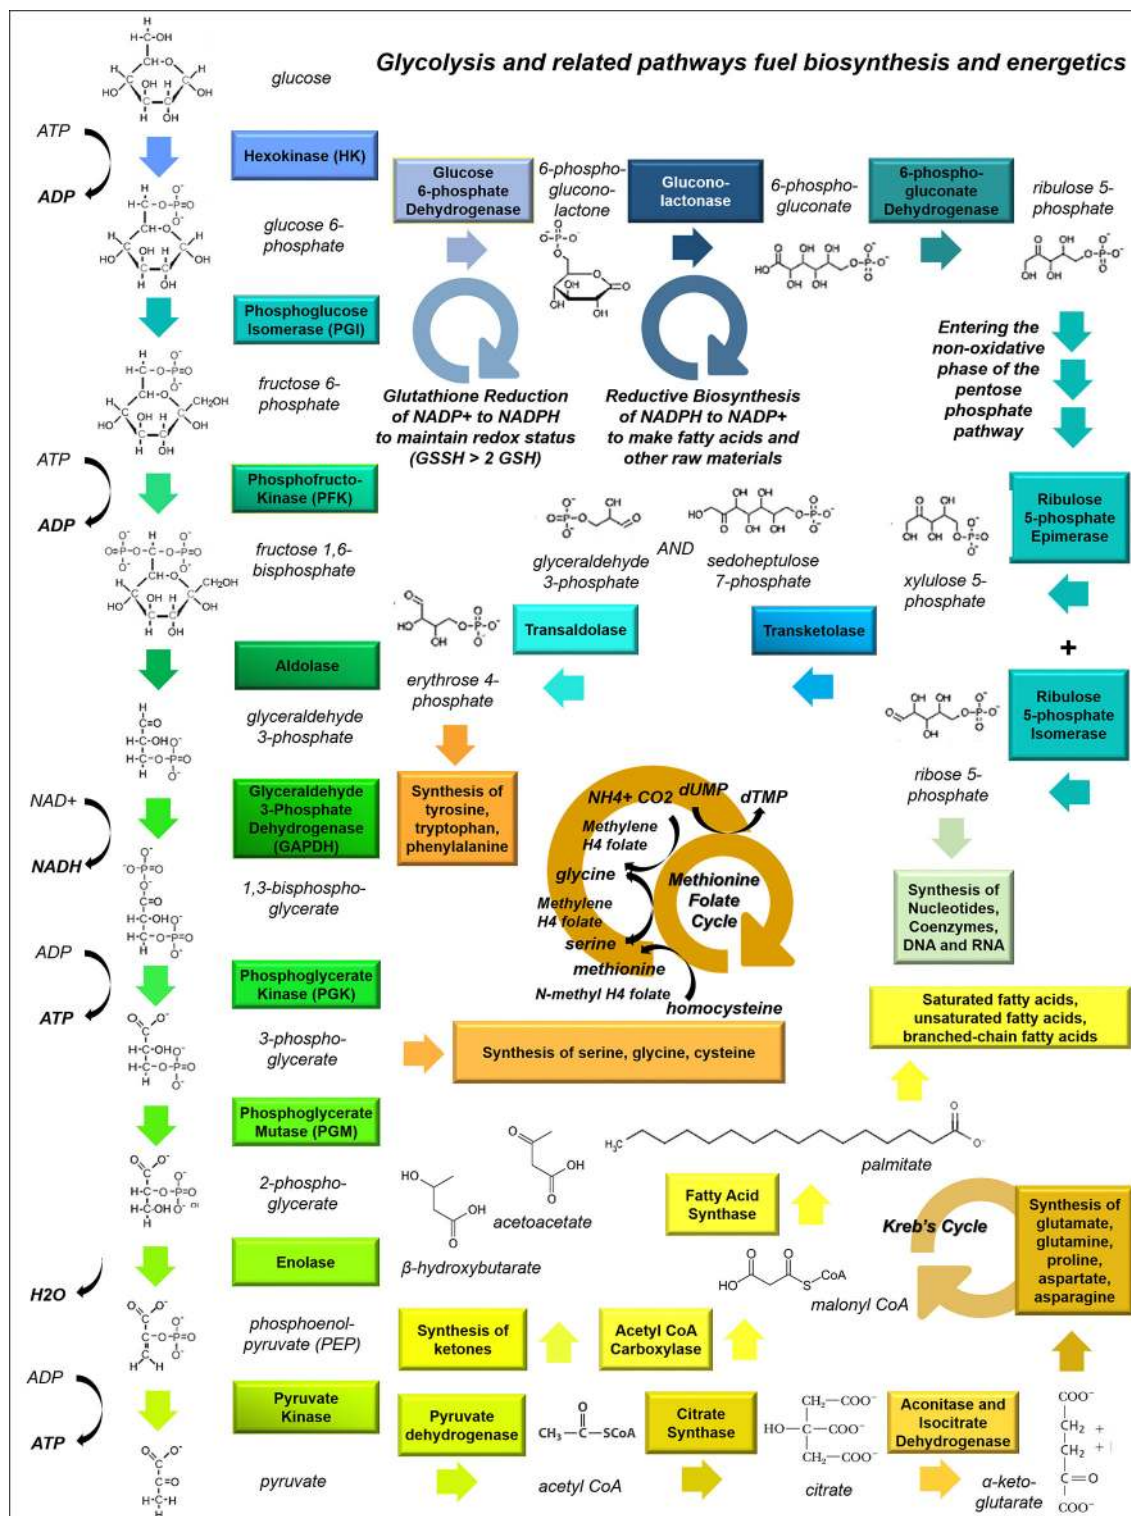 Glycolysis and related pathways fuel biosynthesis and energetics
glucose
ATP
ADP
Hexokinase (HK)
glucose 6-
phosphate
Phosphoglucose
Isomerase (PGI)
fructose 6-
phosphate
ATP
ADP
Phosphofructo-
Kinase (PFK)
fructose 1,6-
bisphosphate
Aldolase
glyceraldehyde
3-phosphate
NAD+
NADH
Glyceraldehyde
3-Phosphate
Dehydrogenase
(GAPDH)
1,3-bisphospho-
glycerate
ADP
ATP
Phosphoglycerate
Kinase (PGK)
3-phospho-
glycerate
Phosphoglycerate
Mutase (PGM)
2-phospho-
glycerate
Enolase
H2O
phosphoenol-
pyruvate (PEP)
ADP
ATP
Pyruvate
Kinase
pyruvate
Glucose
6-phosphate
Dehydrogenase
6-phospho-
glucono-
lactone
Glucono-
lactonase
6-phospho-
gluconate
6-phospho-
gluconate
Dehydrogenase
ribulose 5-
phosphate
Glutathione Reduction
of NADP+ to NADPH
to maintain redox status
(GSSH > 2 GSH)
Reductive Biosynthesis
of NADPH to NADP+
to make fatty acids and
other raw materials
Entering the
non-oxidative
phase of the
pentose
phosphate
pathway
Ribulose
5-phosphate
Epimerase
xylulose 5-
phosphate
+
Ribulose
5-phosphate
Isomerase
ribose 5-
phosphate
Transketolase
glyceraldehyde
3-phosphate
AND
sedoheptulose
7-phosphate
Transaldolase
erythrose 4-
phosphate
Synthesis of
tyrosine,
tryptophan,
phenylalanine
NH4+ CO2
dUMP
dTMP
Methylene
H4 folate
glycine
Methylene
H4 folate
serine
methionine
N-methyl H4 folate
homocysteine
Methionine
Folate
Cycle
Synthesis of
Nucleotides,
Coenzymes,
DNA and RNA
Synthesis of serine, glycine, cysteine
Saturated fatty acids,
unsaturated fatty acids,
branched-chain fatty acids
palmitate
acetoacetate
β-hydroxybutarate
Fatty Acid
Synthase
malonyl CoA
Kreb's Cycle
Synthesis of
glutamate,
glutamine,
proline,
aspartate,
asparagine
Synthesis of
ketones
Acetyl CoA
Carboxylase
Pyruvate
dehydrogenase
CH₃—C—SCoA
acetyl CoA
Citrate
Synthase
CH₂—COO⁻
HO—C—COO⁻
CH₂—COO⁻
citrate
Aconitase and
Isocitrate
Dehydrogenase
α-keto-
glutarate
COO⁻
CH₂
CH₂
C=O
COO⁻